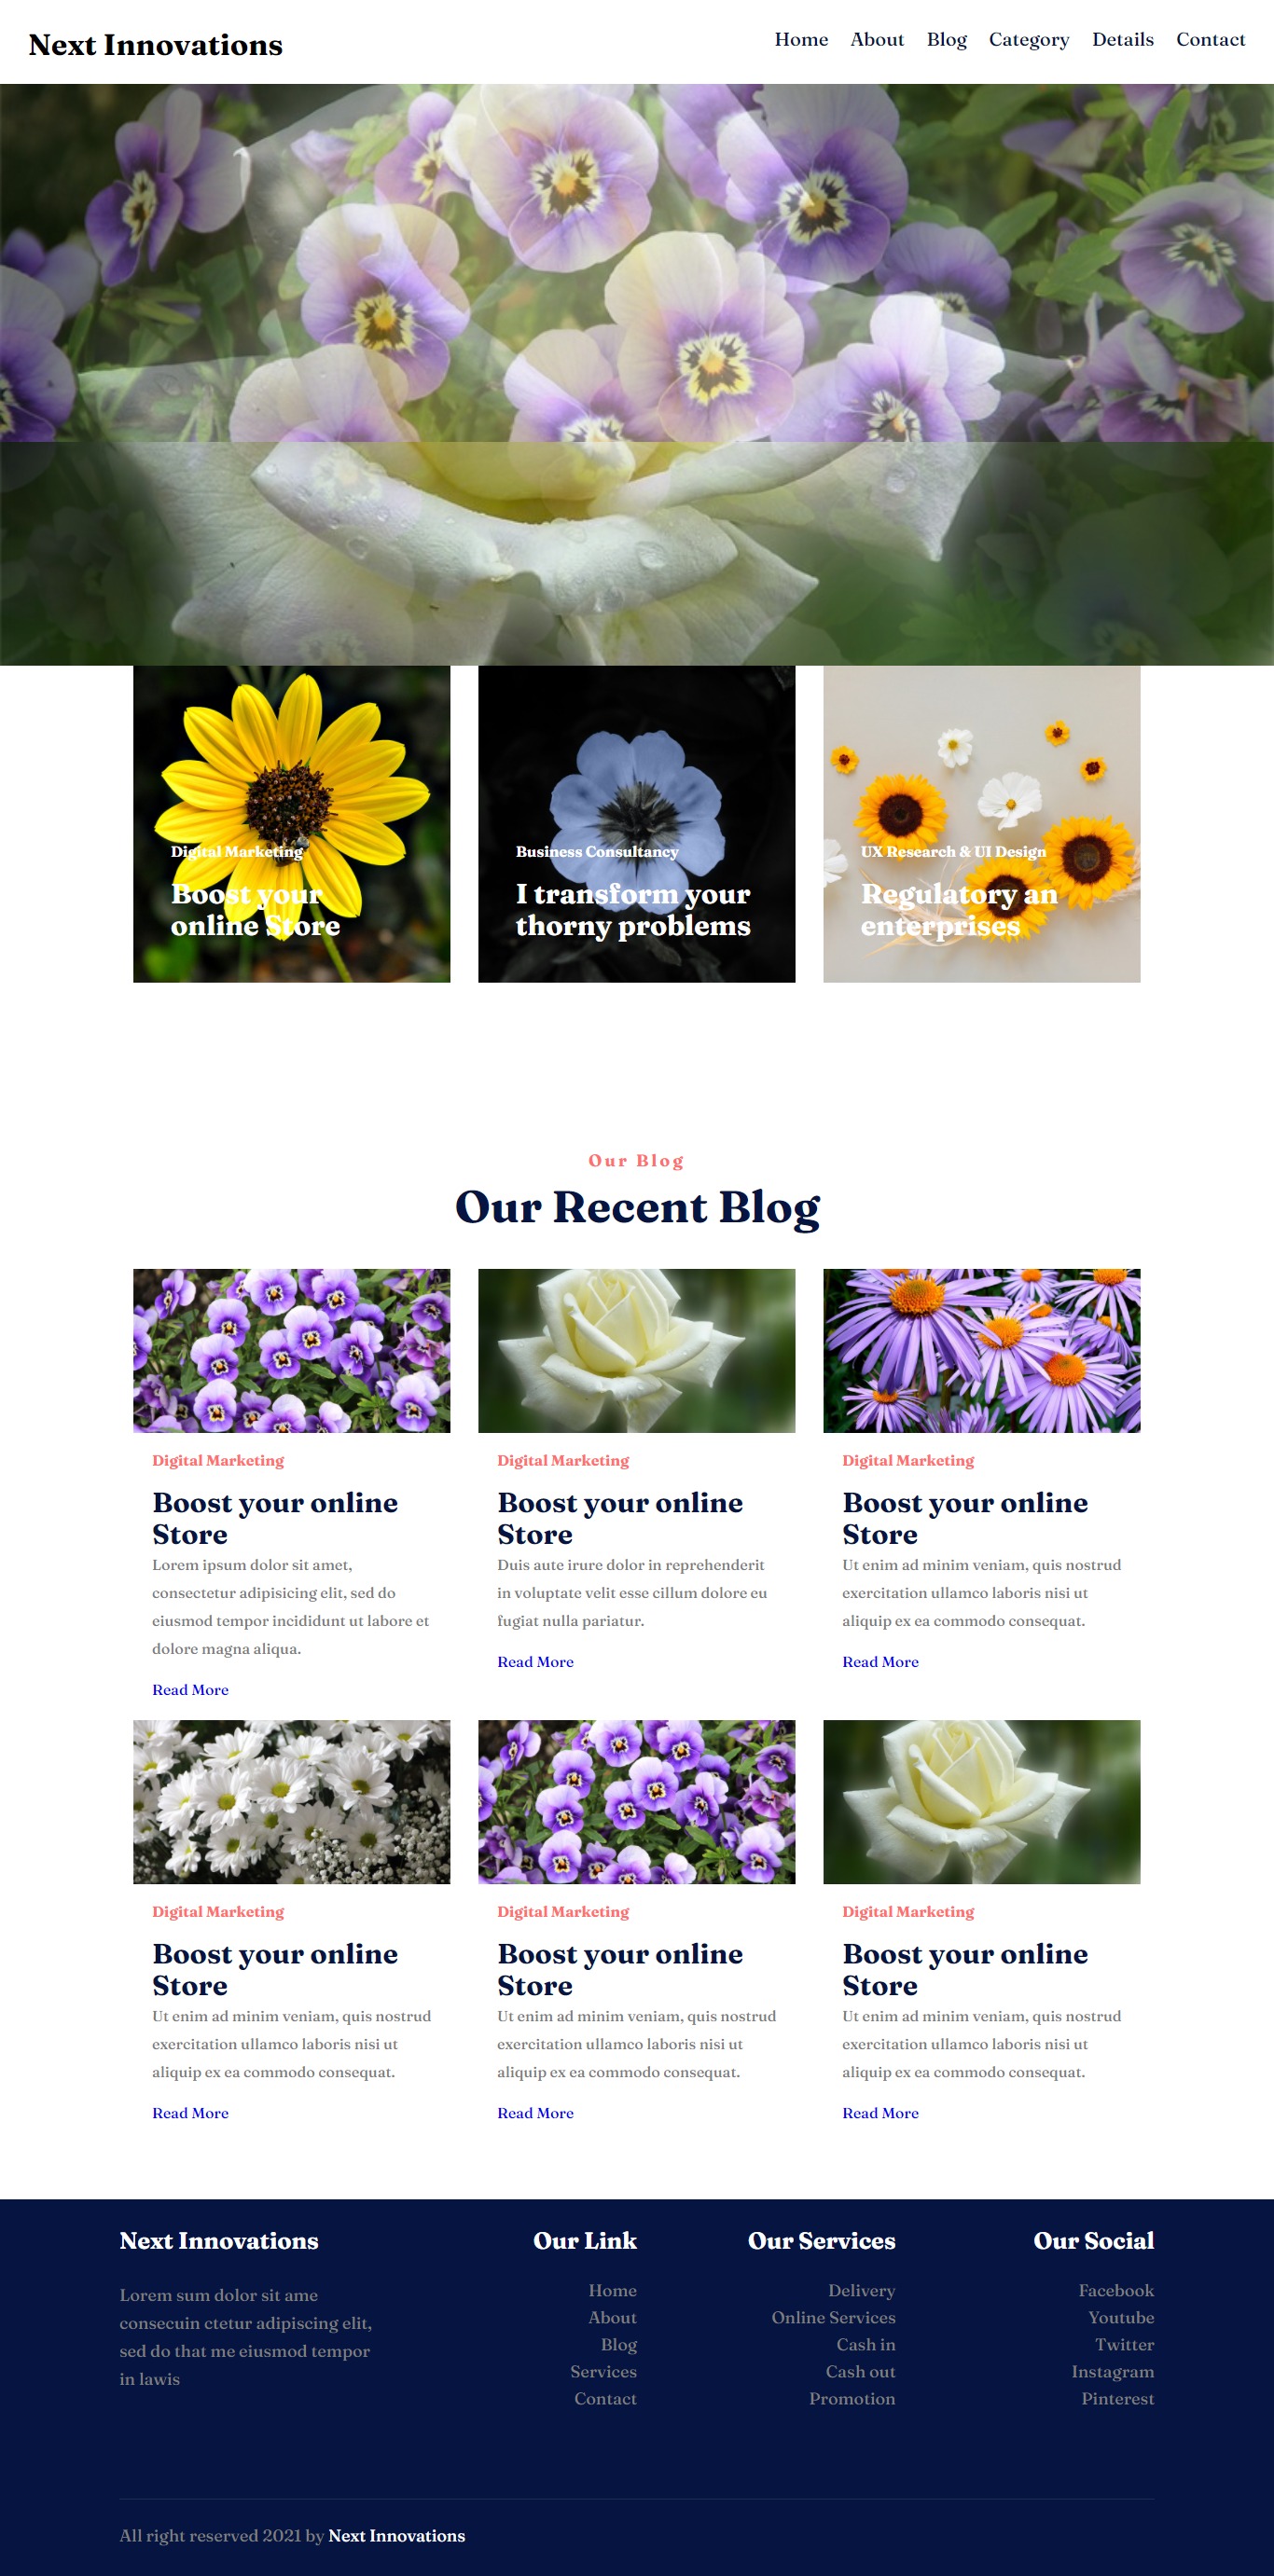 Next Innovations
Home About Blog Category Details Contact
Digital Marketing
Boost your
online Store
Business Consultancy
I transform your
thorny problems
UX Research & UI Design
Regulatory an
enterprises
Our Blog
Our Recent Blog
Digital Marketing
Boost your online
Store
Lorem ipsum dolor sit amet,
consectetur adipisicing elit, sed do
eiusmod tempor incididunt ut labore et
dolore magna aliqua.
Read More
Digital Marketing
Boost your online
Store
Duis aute irure dolor in reprehenderit
in voluptate velit esse cillum dolore eu
fugiat nulla pariatur.
Read More
Digital Marketing
Boost your online
Store
Ut enim ad minim veniam, quis nostrud
exercitation ullamco laboris nisi ut
aliquip ex ea commodo consequat.
Read More
Digital Marketing
Boost your online
Store
Ut enim ad minim veniam, quis nostrud
exercitation ullamco laboris nisi ut
aliquip ex ea commodo consequat.
Read More
Digital Marketing
Boost your online
Store
Ut enim ad minim veniam, quis nostrud
exercitation ullamco laboris nisi ut
aliquip ex ea commodo consequat.
Read More
Digital Marketing
Boost your online
Store
Ut enim ad minim veniam, quis nostrud
exercitation ullamco laboris nisi ut
aliquip ex ea commodo consequat.
Read More
Next Innovations
Lorem sum dolor sit ame
consecuin ctetur adipiscing elit,
sed do that me eiusmod tempor
in lawis
Our Link
Home
About
Blog
Services
Contact
Our Services
Delivery
Online Services
Cash in
Cash out
Promotion
Our Social
Facebook
Youtube
Twitter
Instagram
Pinterest
All right reserved 2021 by Next Innovations